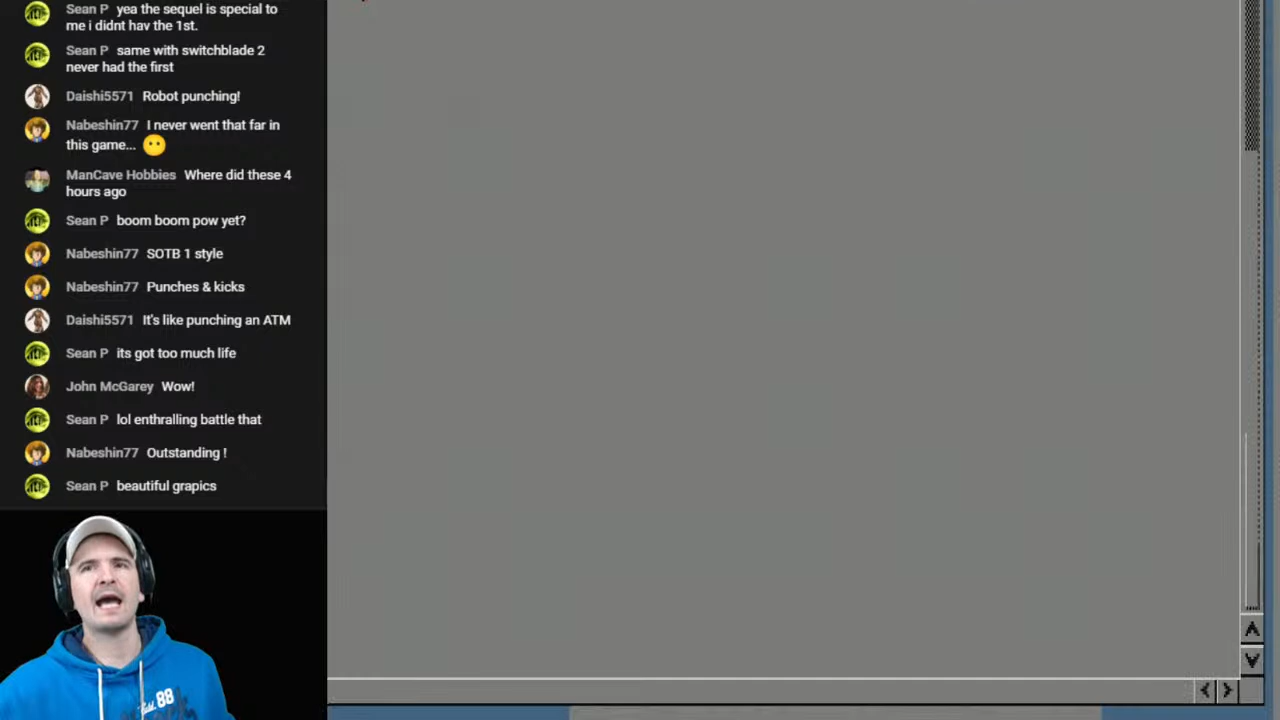 Sean P yea the sequel is special to
me i didnt hav the 1st.
Sean P same with switchblade 2
never had the first
Daishi5571 Robot punching!
Nabeshin77 I never went that far in
this game... 😶
ManCave Hobbies Where did these 4
hours ago
Sean P boom boom pow yet?
Nabeshin77 SOTB 1 style
Nabeshin77 Punches & kicks
Daishi5571 It's like punching an ATM
Sean P its got too much life
John McGarey Wow!
Sean P lol enthralling battle that
Nabeshin77 Outstanding !
Sean P beautiful grapics
88